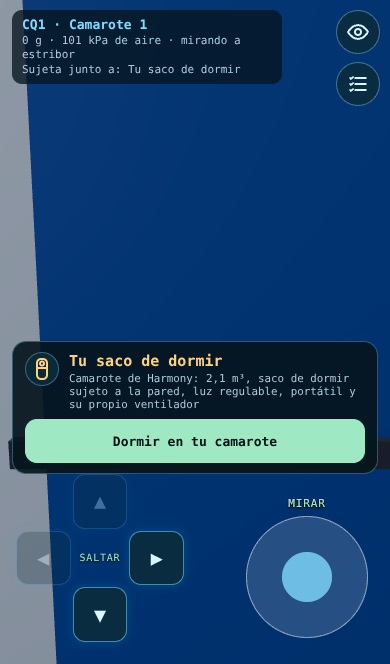 CQ1 · Camarote 1
0 g · 101 kPa de aire · mirando a
estribor
Sujeta junto a: Tu saco de dormir
Tu saco de dormir
Camarote de Harmony: 2,1 m³, saco de dormir
sujeto a la pared, luz regulable, portátil y
su propio ventilador
Dormir en tu camarote
MIRAR
SALTAR